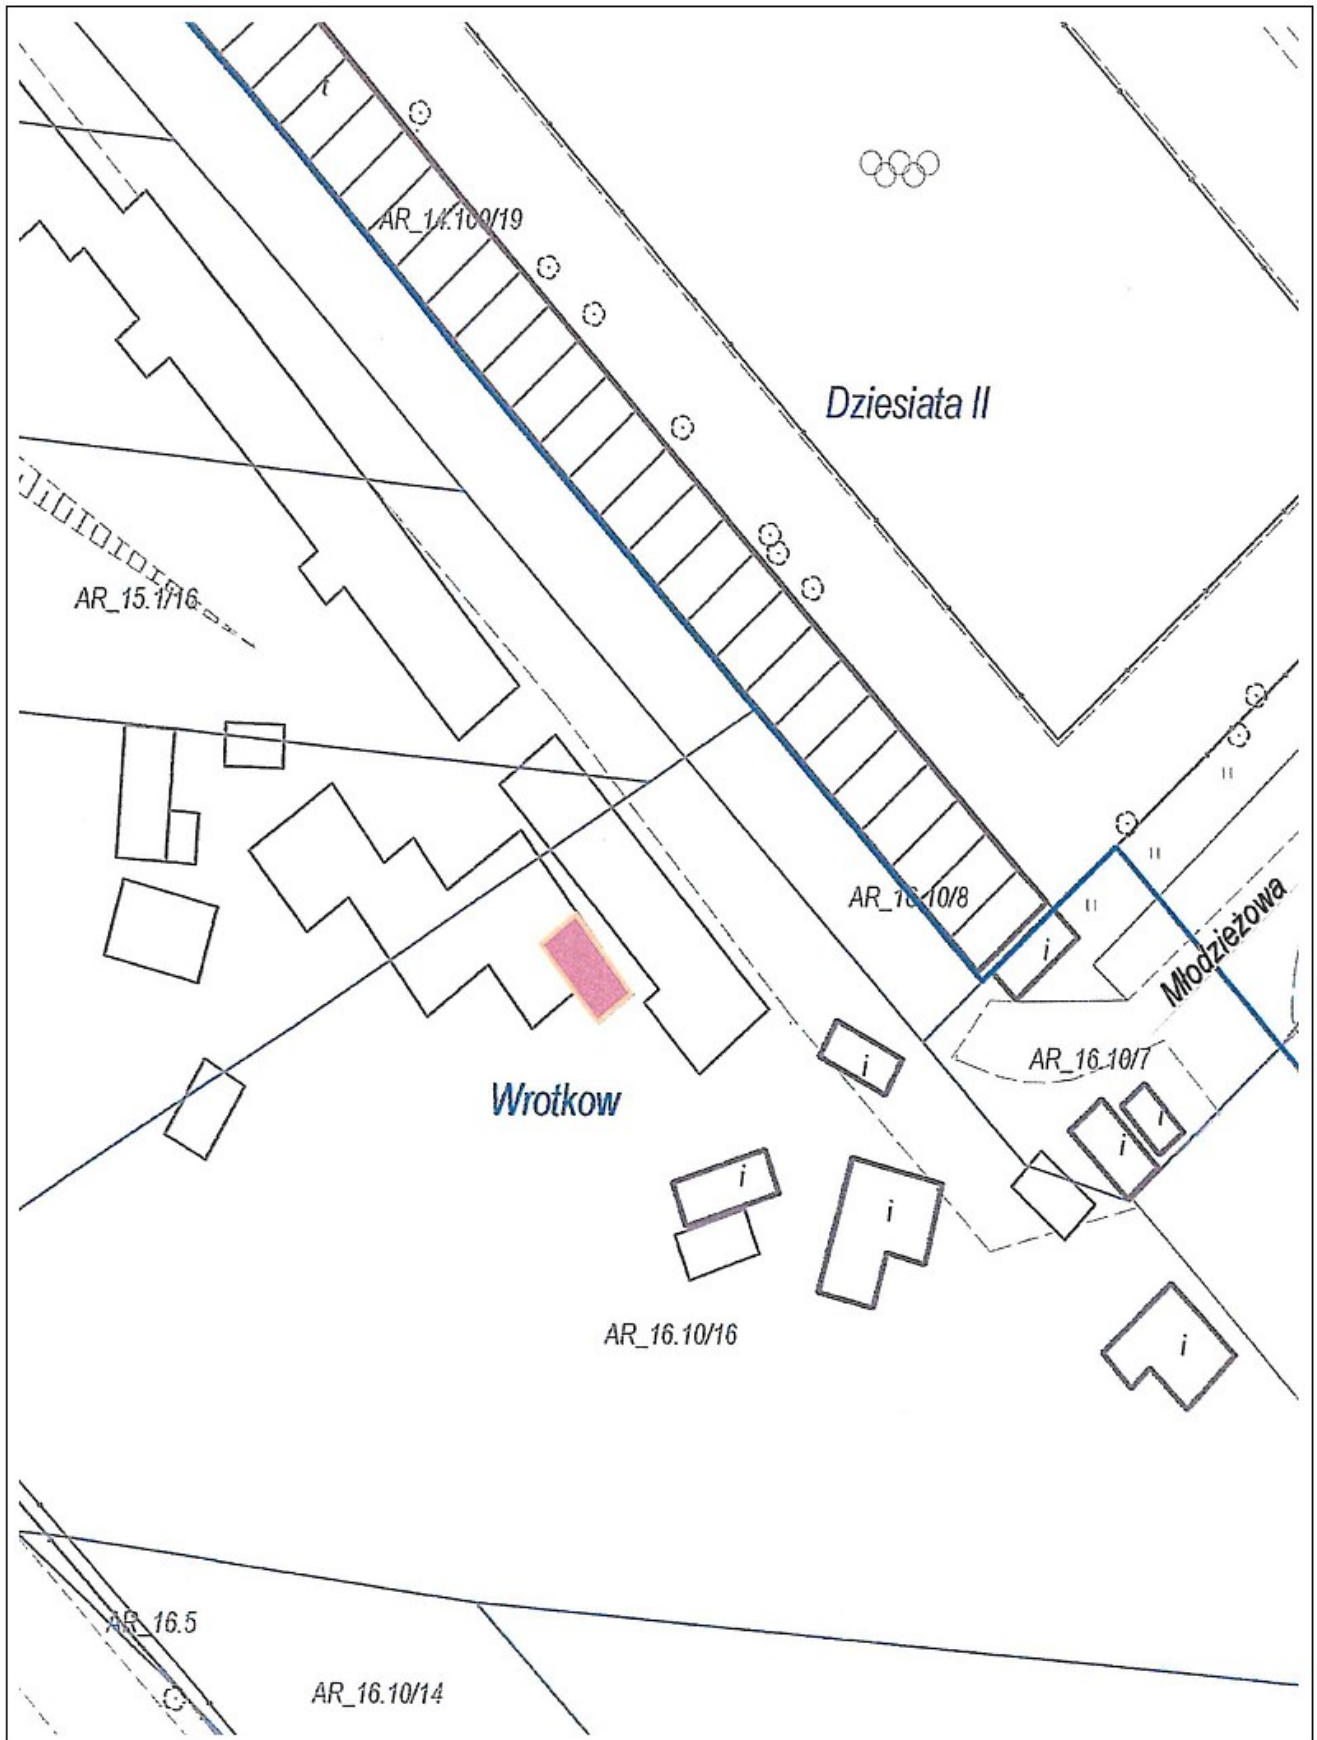 t
AR_14.100/19
Dziesiata II
AR_15.1/16
AR_16.10/8
i
Młodzieżowa
AR_16.10/7
i
i
i
Wrotkow
i
i
AR_16.10/16
i
AR_16.5
AR_16.10/14